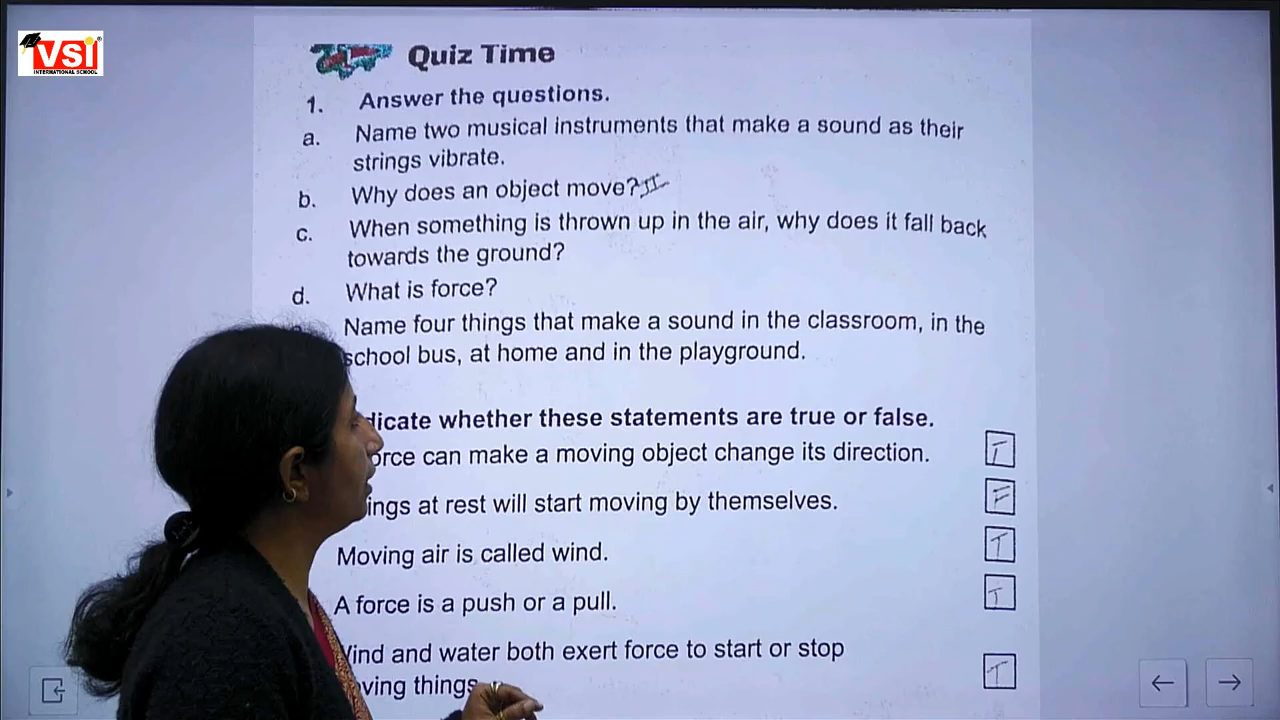 VSI
INTERNATIONAL SCHOOL
Quiz Time
1. Answer the questions.
a. Name two musical instruments that make a sound as their
strings vibrate.
b. Why does an object move?
c. When something is thrown up in the air, why does it fall back
towards the ground?
d. What is force?
Name four things that make a sound in the classroom, in the
school bus, at home and in the playground.
dicate whether these statements are true or false.
orce can make a moving object change its direction. T
ings at rest will start moving by themselves. F
Moving air is called wind. T
A force is a push or a pull. T
ind and water both exert force to start or stop
ving things. T